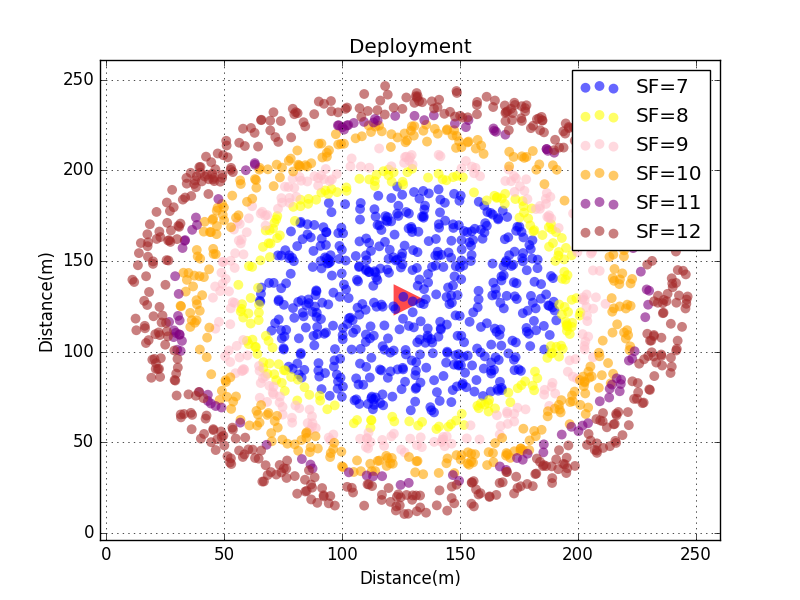 Deployment
SF=7
SF=8
SF=9
SF=10
SF=11
SF=12
250
200
150
100
50
0
Distance(m)
0 50 100 150 200 250
Distance(m)